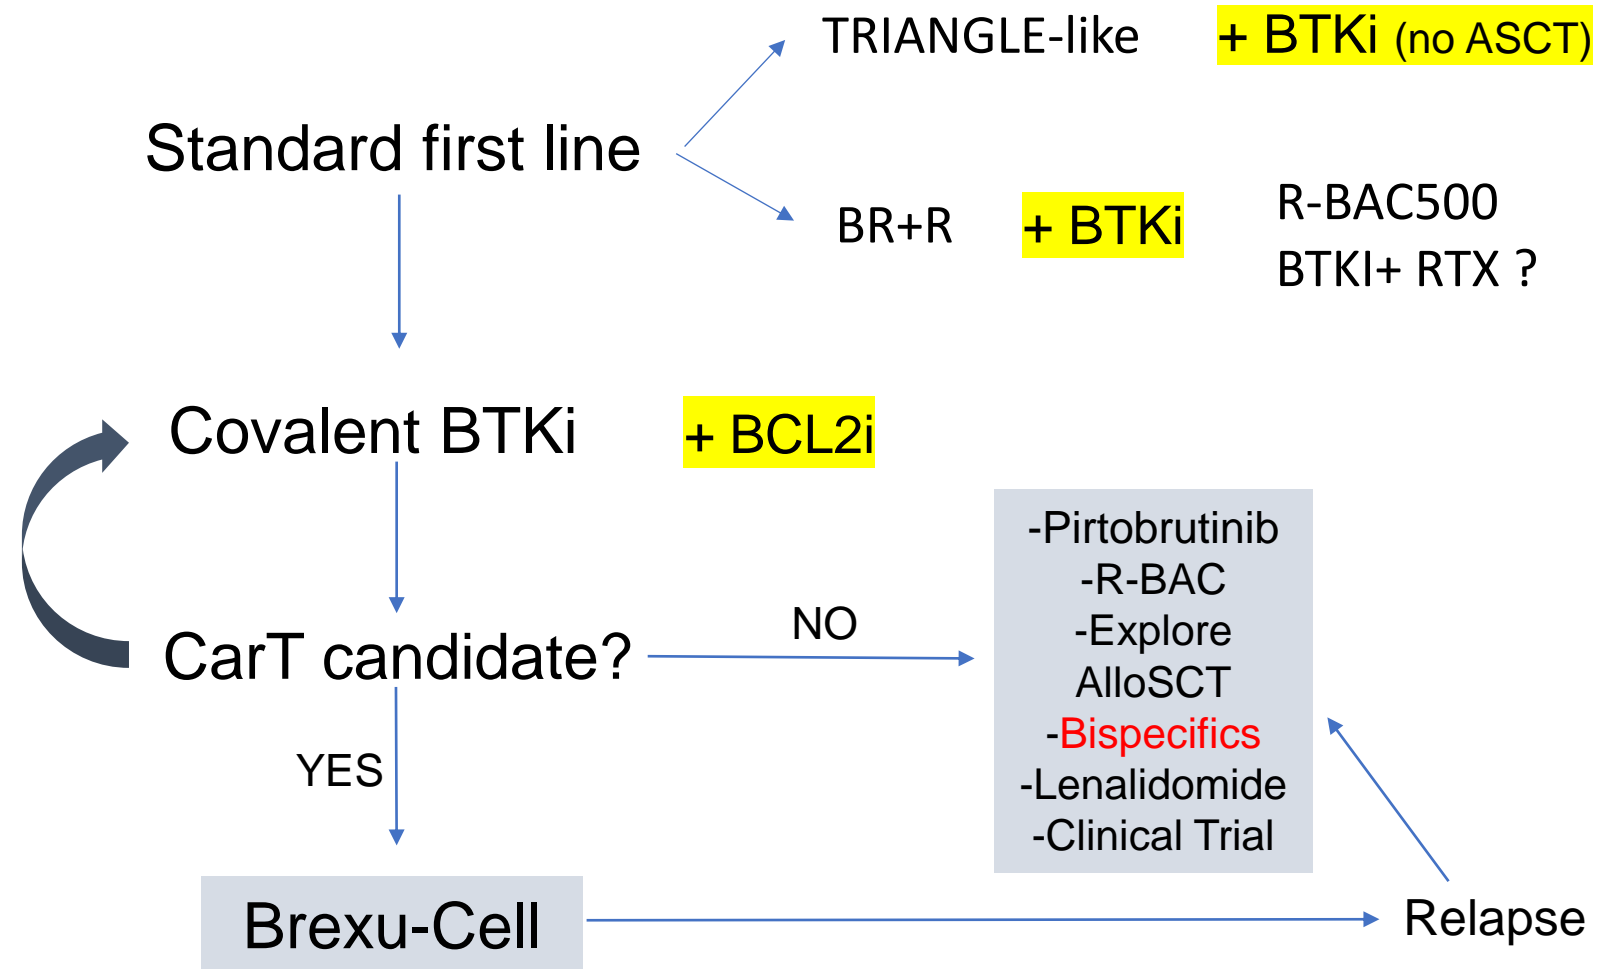 TRIANGLE-like + BTKi (no ASCT)
Standard first line
BR+R + BTKi
R-BAC500
BTKI+ RTX ?
Covalent BTKi + BCL2i
CarT candidate?
NO
YES
-Pirtobrutinib
-R-BAC
-Explore
AlloSCT
-Bispecifics
-Lenalidomide
-Clinical Trial
Brexu-Cell
Relapse